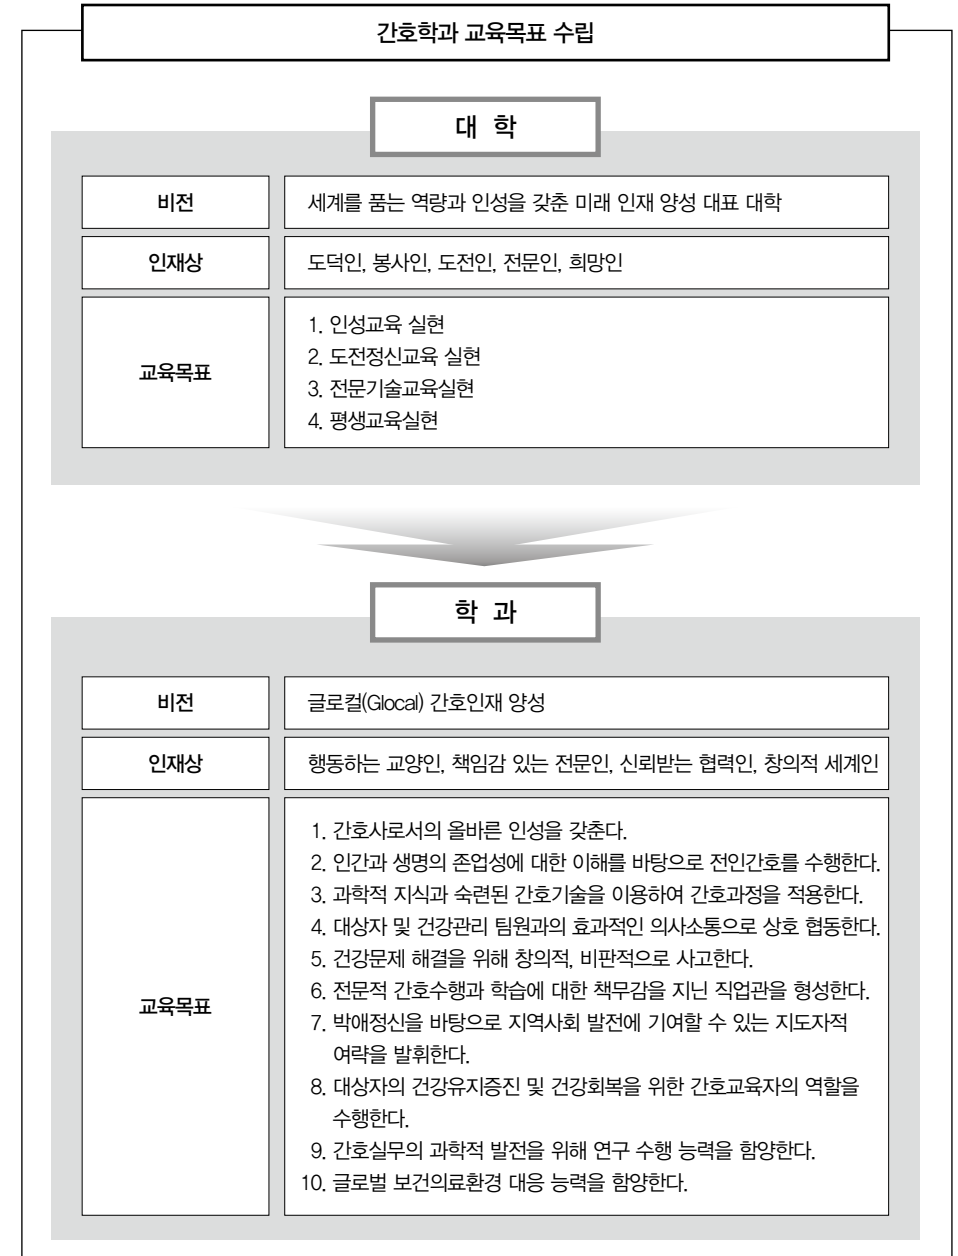 간호학과 교육목표 수립
대 학
비전
세계를 품는 역량과 인성을 갖춘 미래 인재 양성 대표 대학
인재상
도덕인, 봉사인, 도전인, 전문인, 희망인
교육목표
1. 인성교육 실현
2. 도전정신교육 실현
3. 전문기술교육실현
4. 평생교육실현
학 과
비전
글로컬(Glocal) 간호인재 양성
인재상
행동하는 교양인, 책임감 있는 전문인, 신뢰받는 협력인, 창의적 세계인
교육목표
1. 간호사로서의 올바른 인성을 갖춘다.
2. 인간과 생명의 존업성에 대한 이해를 바탕으로 전인간호를 수행한다.
3. 과학적 지식과 숙련된 간호기술을 이용하여 간호과정을 적용한다.
4. 대상자 및 건강관리 팀원과의 효과적인 의사소통으로 상호 협동한다.
5. 건강문제 해결을 위해 창의적, 비판적으로 사고한다.
6. 전문적 간호수행과 학습에 대한 책무감을 지닌 직업관을 형성한다.
7. 박애정신을 바탕으로 지역사회 발전에 기여할 수 있는 지도자적
여략을 발휘한다.
8. 대상자의 건강유지증진 및 건강회복을 위한 간호교육자의 역할을
수행한다.
9. 간호실무의 과학적 발전을 위해 연구 수행 능력을 함양한다.
10. 글로벌 보건의료환경 대응 능력을 함양한다.